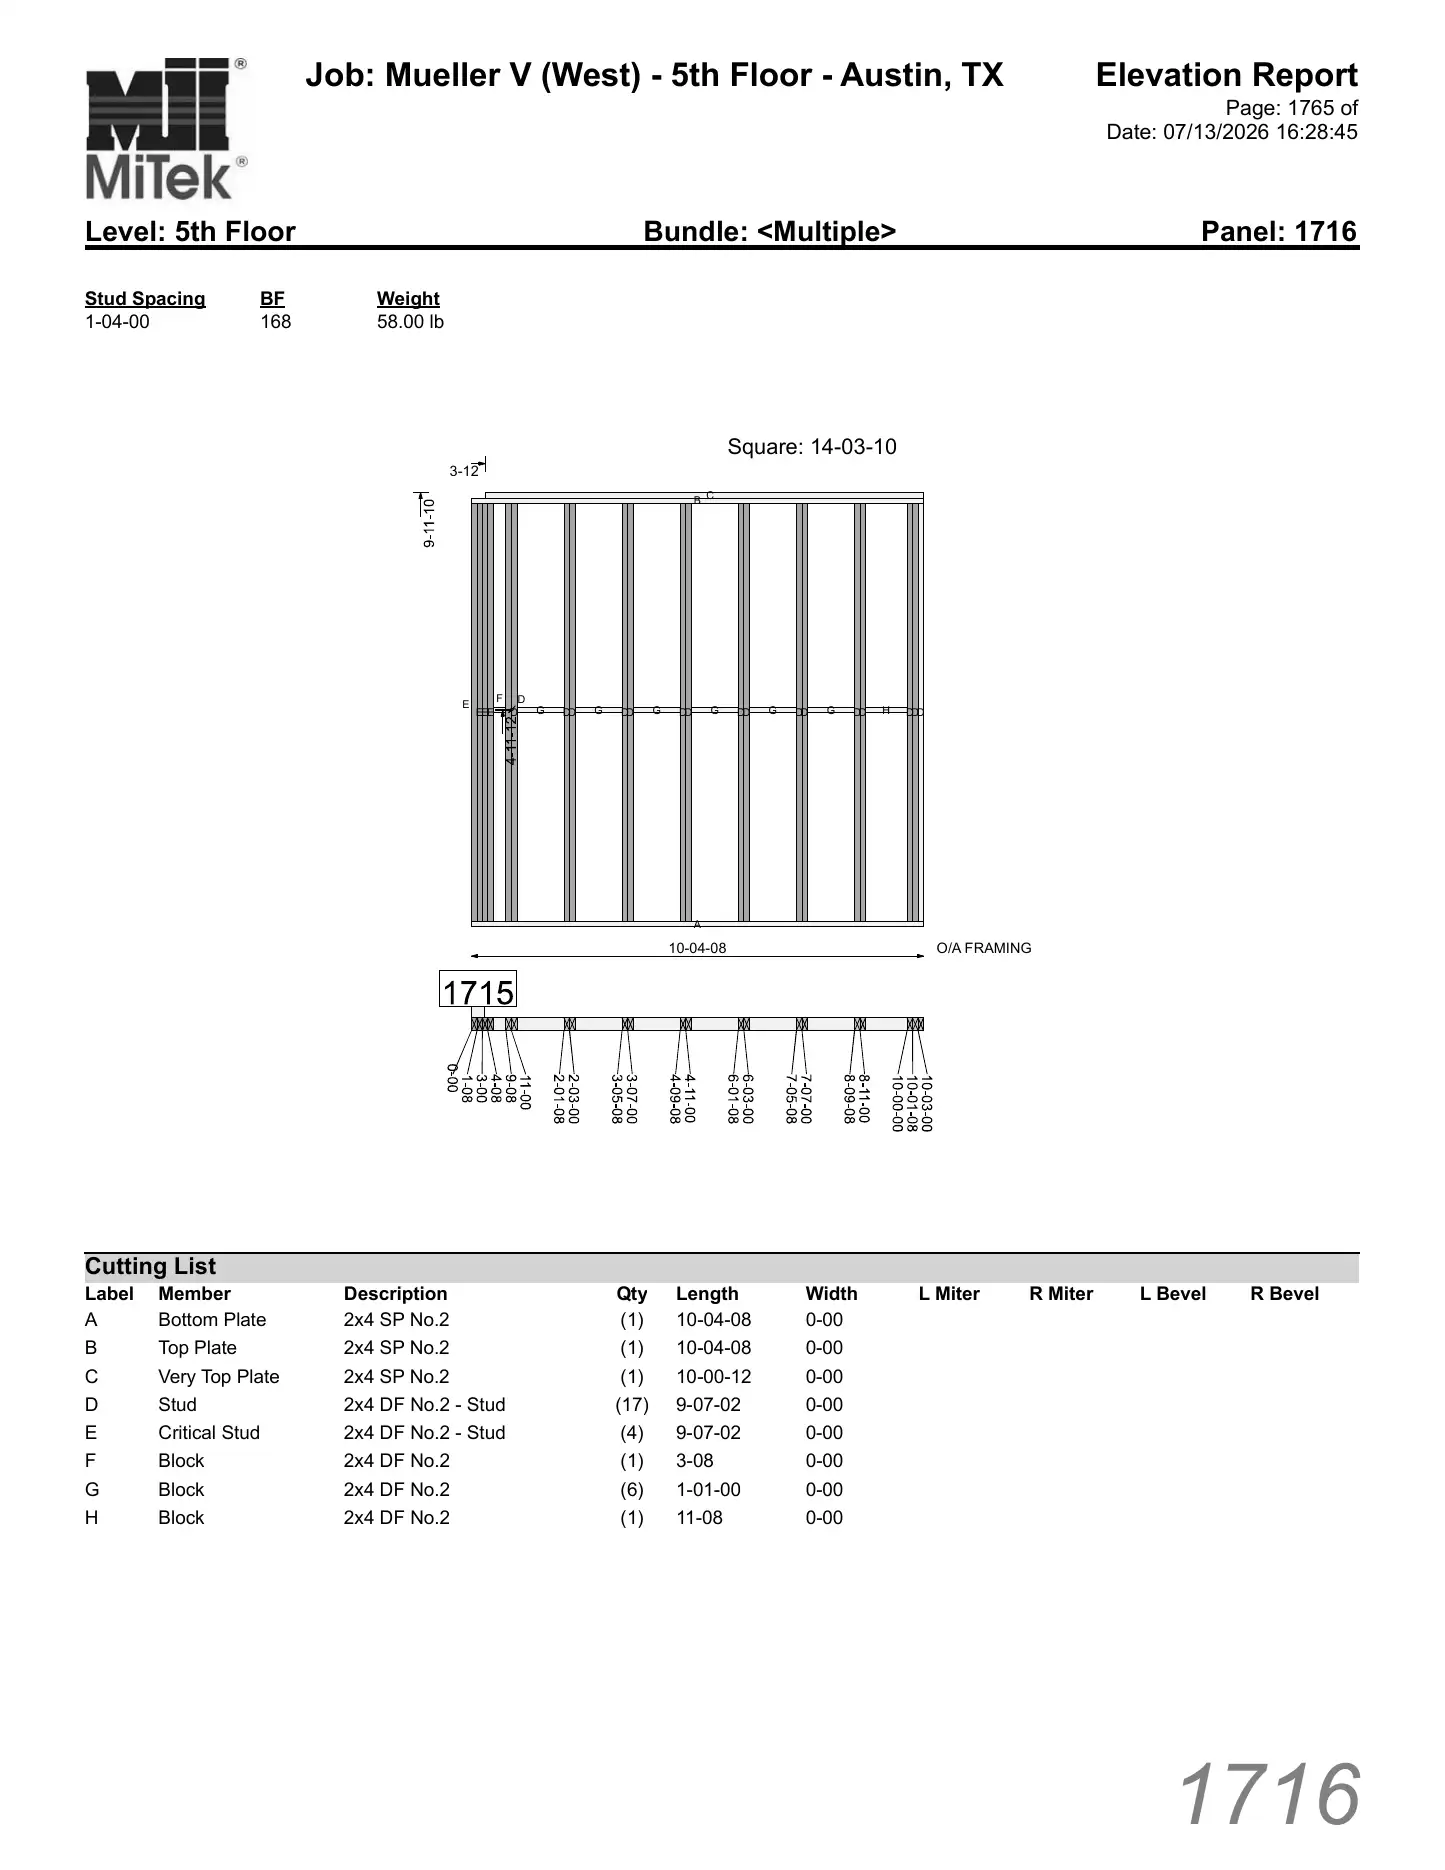 Job: Mueller V (West) - 5th Floor - Austin, TX
Elevation Report
Page: 1765 of
Date: 07/13/2026 16:28:45
MiTek®
Level: 5th Floor Bundle: <Multiple> Panel: 1716
Stud Spacing BF Weight
1-04-00 168 58.00 lb
Square: 14-03-10
3-12
C
B
9-11-10
E F D G G G G G G H
4-11-12
A
10-04-08 O/A FRAMING
1715
0-00 1-08 3-00 4-08 9-08 11-00 2-01-08 2-03-00 3-05-08 3-07-00 4-09-08 4-11-00 6-01-08 6-03-00 7-05-08 7-07-00 8-09-08 8-11-00 10-00-00 10-01-08 10-03-00
Cutting List
Label Member Description Qty Length Width L Miter R Miter L Bevel R Bevel
A Bottom Plate 2x4 SP No.2 (1) 10-04-08 0-00
B Top Plate 2x4 SP No.2 (1) 10-04-08 0-00
C Very Top Plate 2x4 SP No.2 (1) 10-00-12 0-00
D Stud 2x4 DF No.2 - Stud (17) 9-07-02 0-00
E Critical Stud 2x4 DF No.2 - Stud (4) 9-07-02 0-00
F Block 2x4 DF No.2 (1) 3-08 0-00
G Block 2x4 DF No.2 (6) 1-01-00 0-00
H Block 2x4 DF No.2 (1) 11-08 0-00
1716